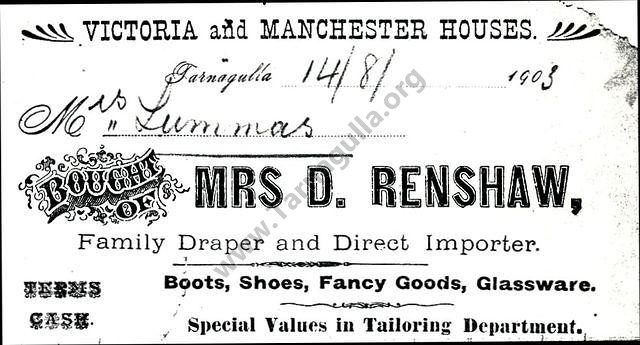 VICTORIA and MANCHESTER HOUSES.
Tarnagulla 14/8/ 1903
Mrs Lummas
BOUGHT OF
MRS D. RENSHAW,
Family Draper and Direct Importer.
Boots, Shoes, Fancy Goods, Glassware.
TERMS
CASH.
Special Values in Tailoring Department.
www.Tarnagulla.org